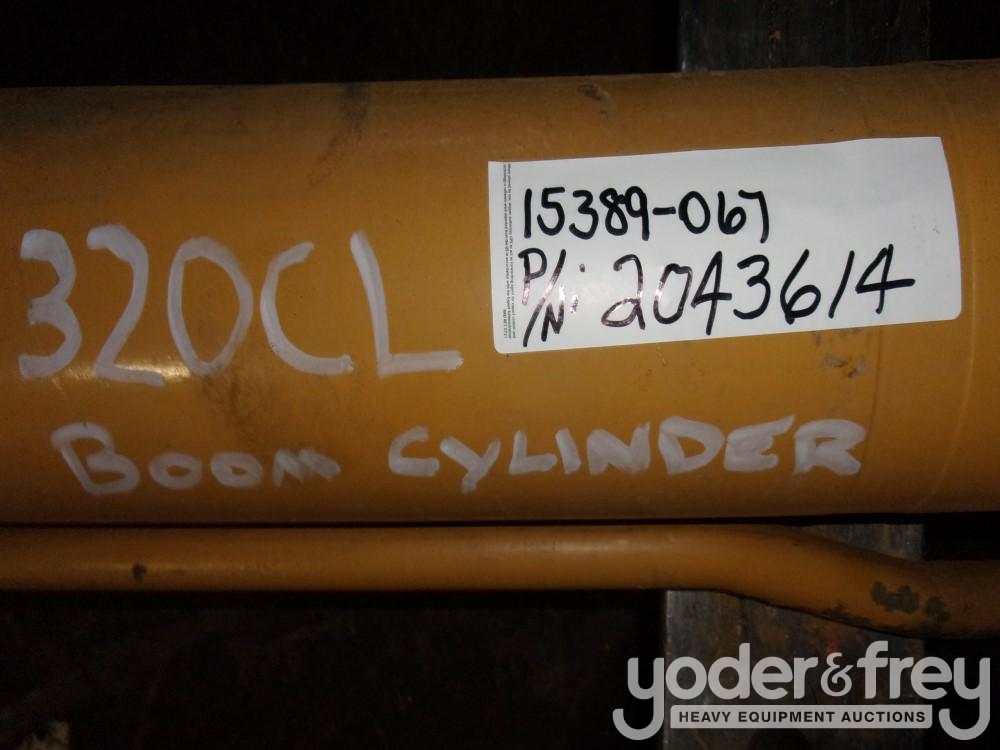 320CL
BOOM CYLINDER
15389-067
P/N: 2043614
yoder&frey
HEAVY EQUIPMENT AUCTIONS